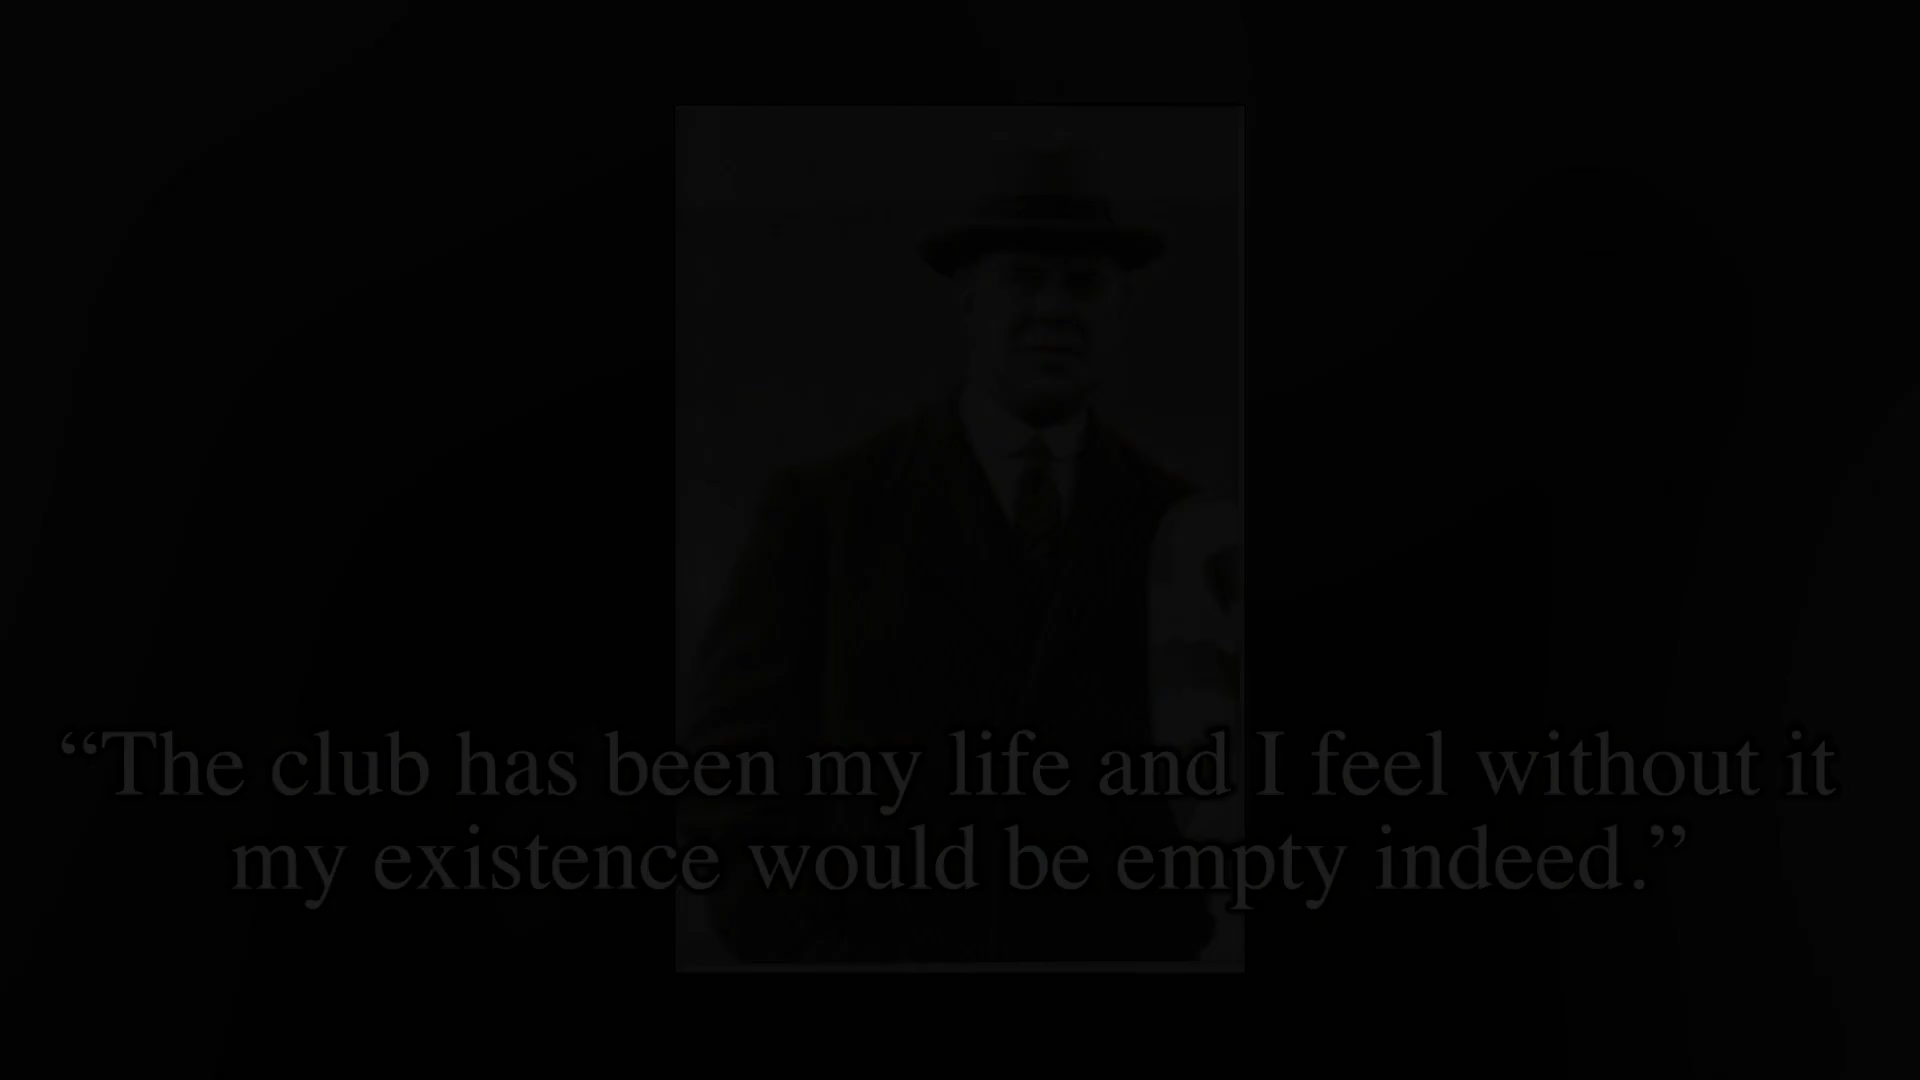 “The club has been my life and I feel without it
my existence would be empty indeed.”